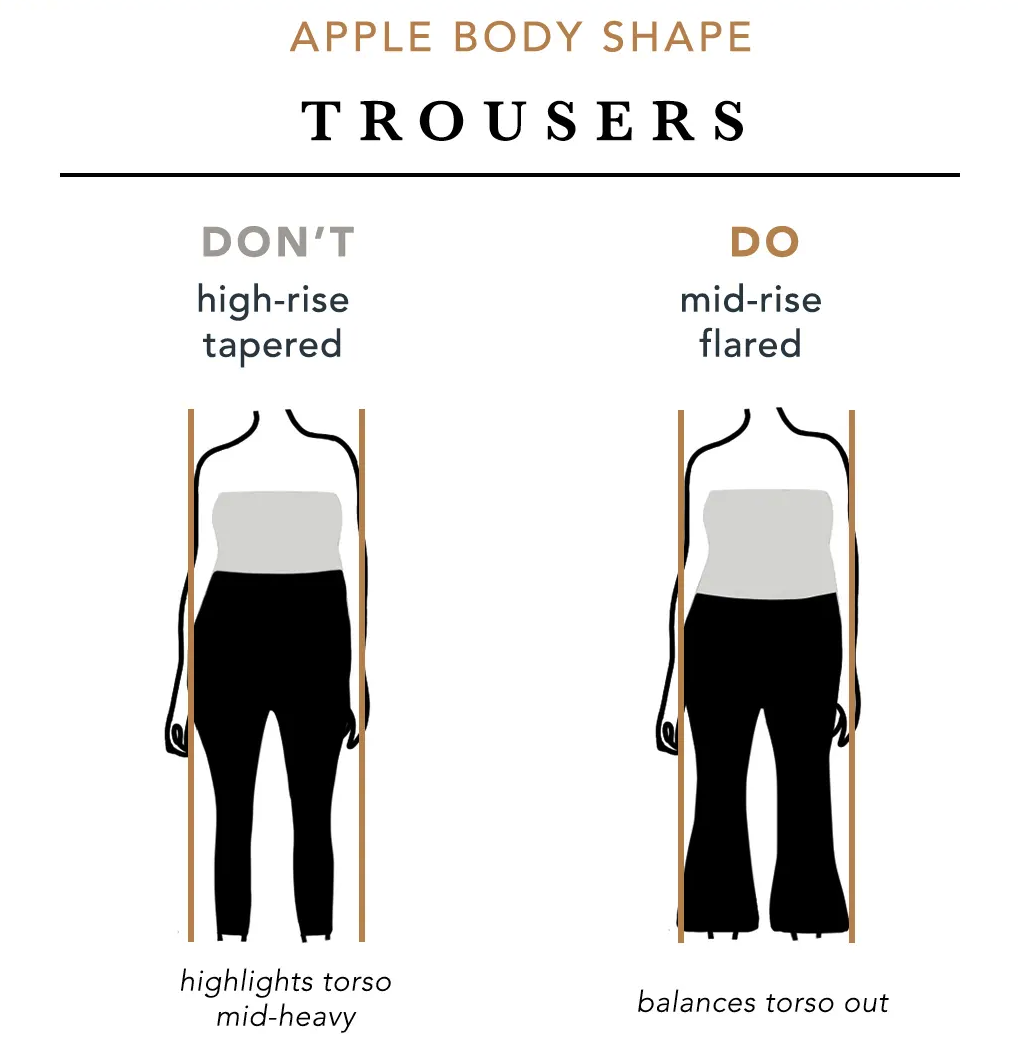 APPLE BODY SHAPE
TROUSERS
DON'T
high-rise
tapered
highlights torso
mid-heavy
DO
mid-rise
flared
balances torso out